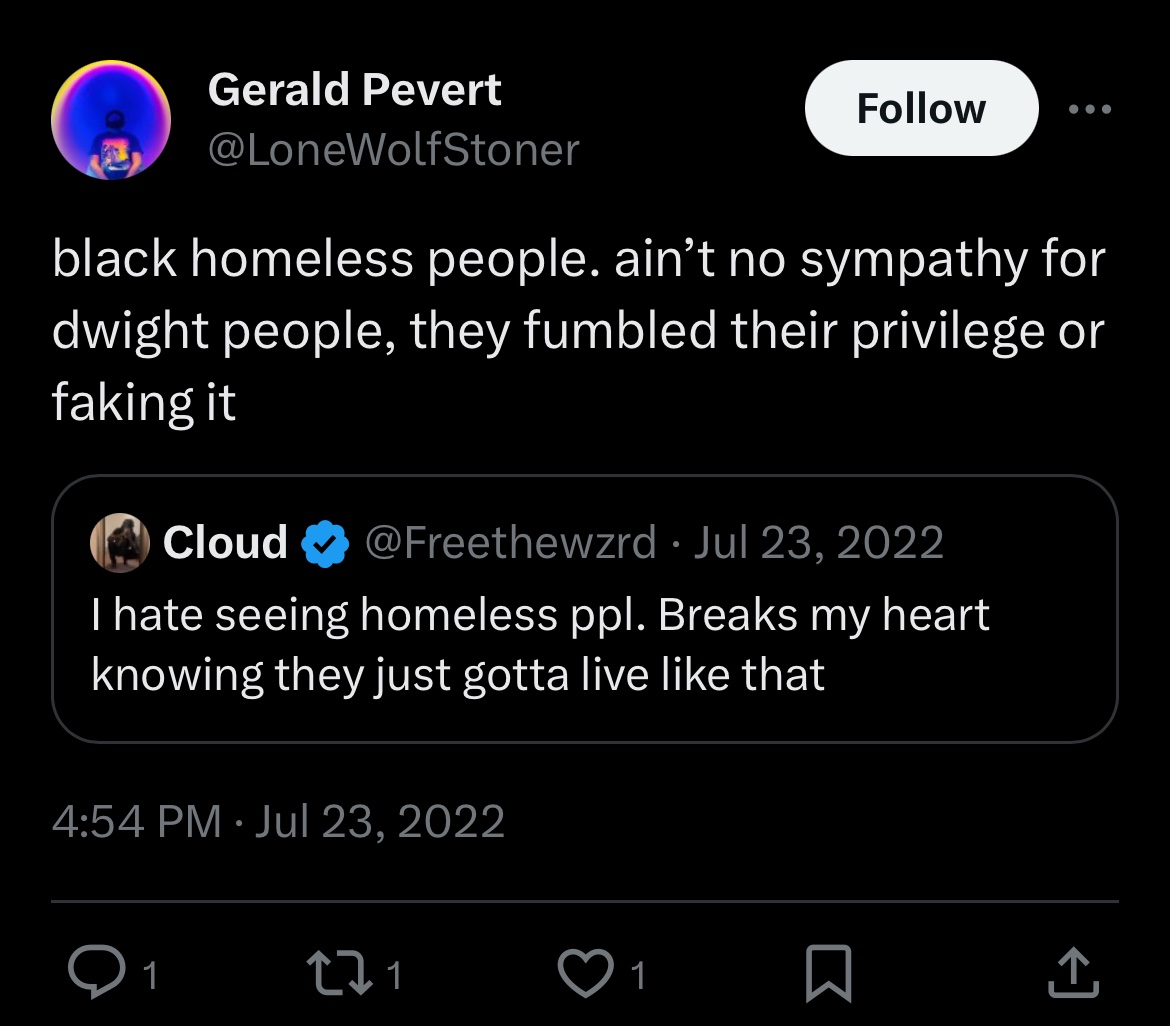 Gerald Pevert
@LoneWolfStoner
Follow
black homeless people. ain’t no sympathy for
dwight people, they fumbled their privilege or
faking it
Cloud @Freethewzrd · Jul 23, 2022
I hate seeing homeless ppl. Breaks my heart
knowing they just gotta live like that
4:54 PM · Jul 23, 2022
1 1 1